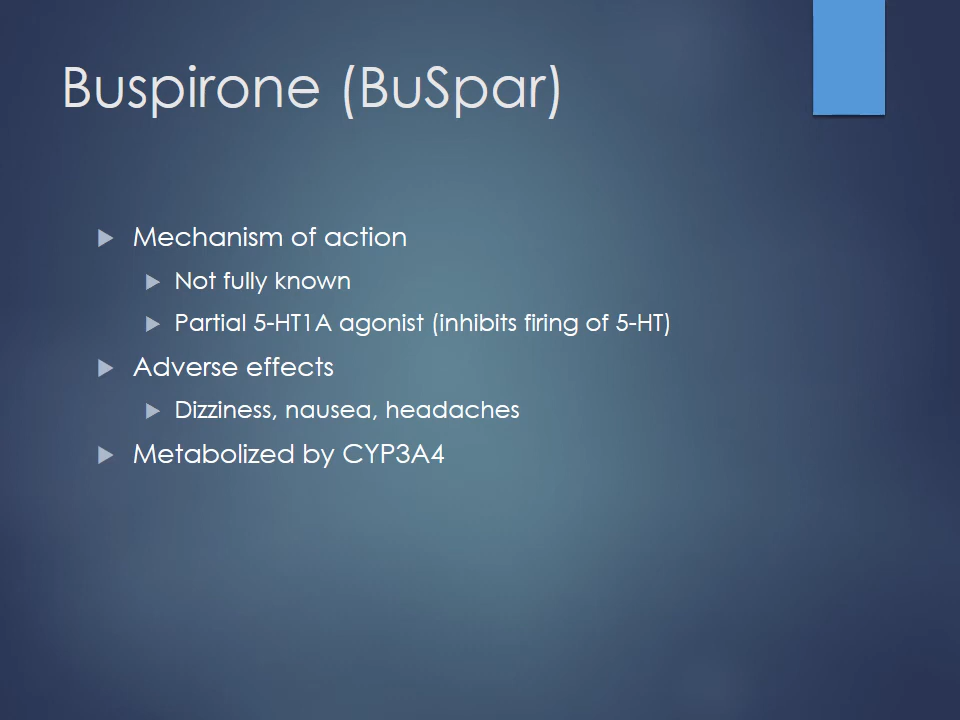 Buspirone (BuSpar)
Mechanism of action
Not fully known
Partial 5-HT1A agonist (inhibits firing of 5-HT)
Adverse effects
Dizziness, nausea, headaches
Metabolized by CYP3A4